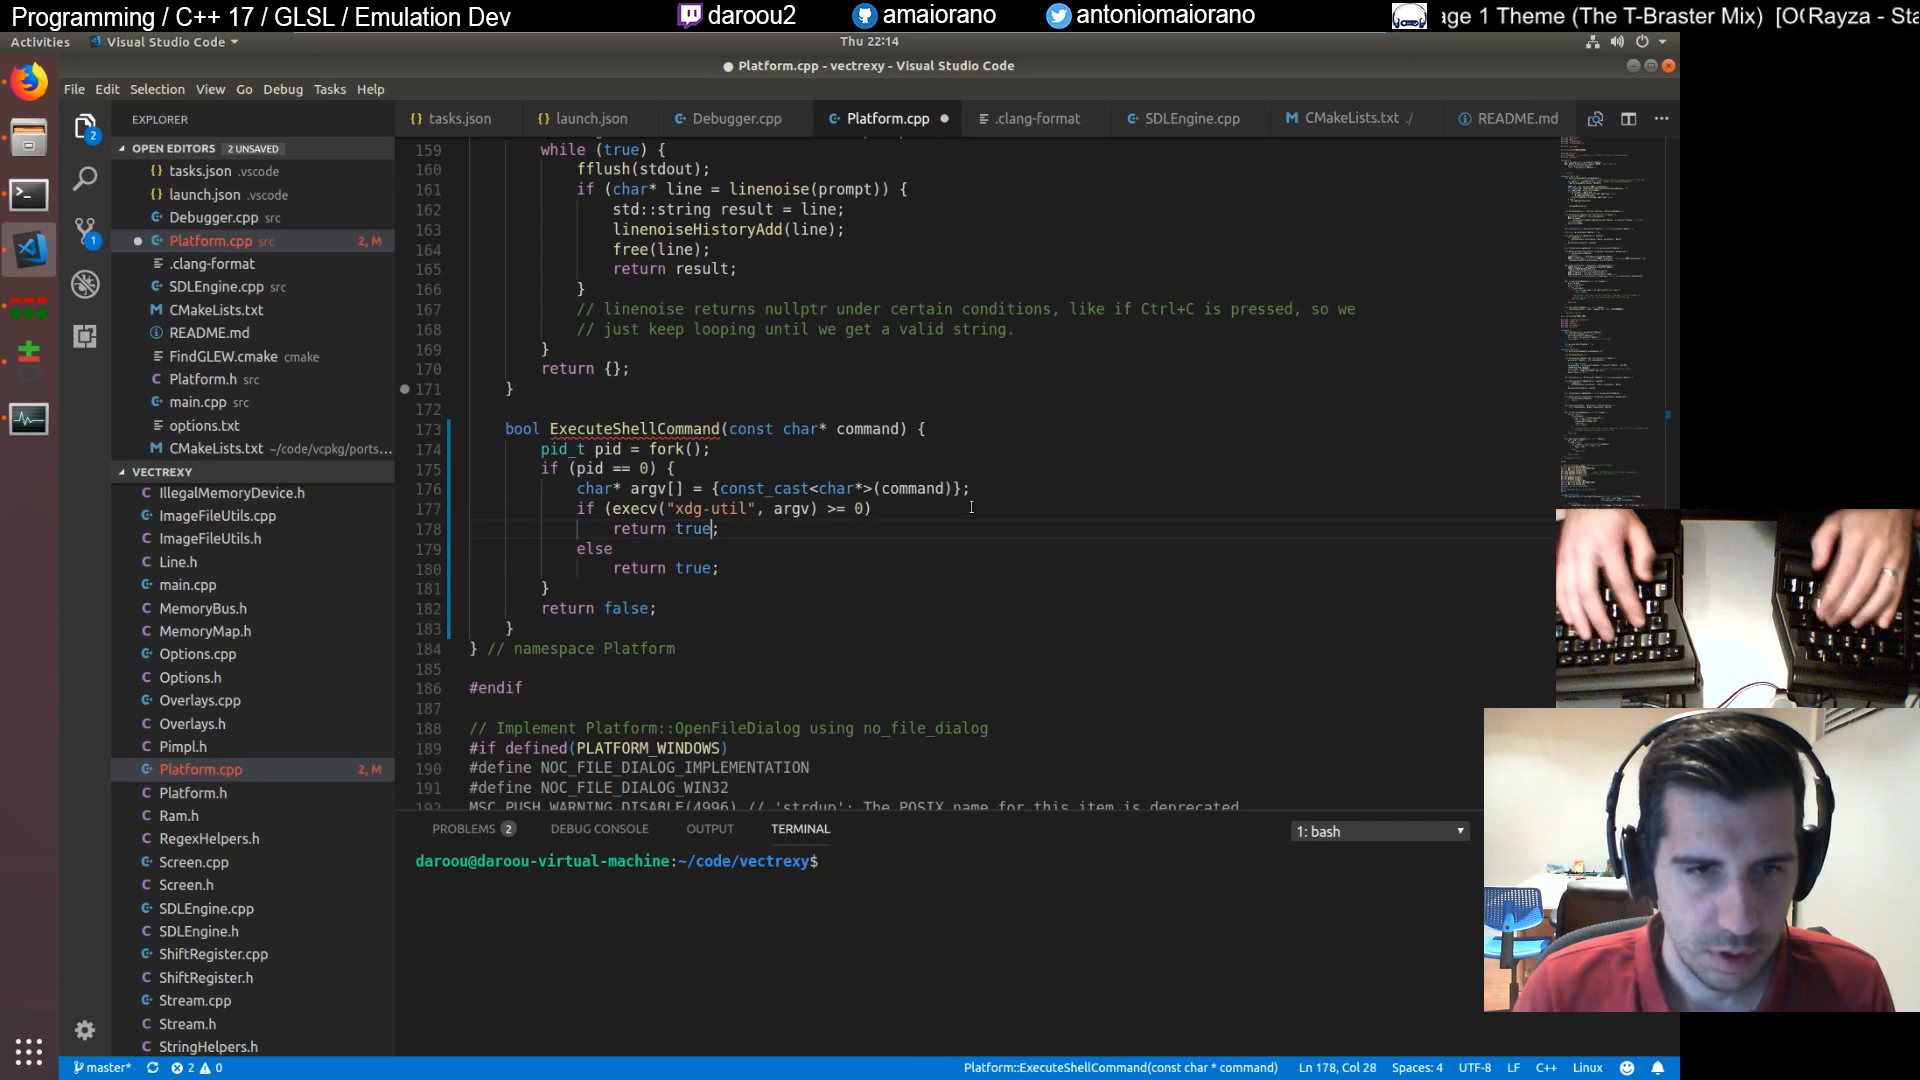 Programming / C++ 17 / GLSL / Emulation Dev
daroou2
amaiorano
antoniomaiorano
age 1 Theme (The T-Braster Mix) [OC
Rayza - Sta
Activities
Visual Studio Code
Thu 22:14
● Platform.cpp - vectrexy - Visual Studio Code
File Edit Selection View Go Debug Tasks Help
EXPLORER
OPEN EDITORS 2 UNSAVED
{} tasks.json .vscode
{} launch.json .vscode
Debugger.cpp src
Platform.cpp src 2, M
.clang-format
SDLEngine.cpp src
CMakeLists.txt
README.md
FindGLEW.cmake cmake
Platform.h src
main.cpp src
options.txt
CMakeLists.txt ~/code/vcpkg/ports...
VECTREXY
IllegalMemoryDevice.h
ImageFileUtils.cpp
ImageFileUtils.h
Line.h
main.cpp
MemoryBus.h
MemoryMap.h
Options.cpp
Options.h
Overlays.cpp
Overlays.h
Pimpl.h
Platform.cpp 2, M
Platform.h
Ram.h
RegexHelpers.h
Screen.cpp
Screen.h
SDLEngine.cpp
SDLEngine.h
ShiftRegister.cpp
ShiftRegister.h
Stream.cpp
Stream.h
StringHelpers.h
{} tasks.json
{} launch.json
Debugger.cpp
Platform.cpp ●
.clang-format
SDLEngine.cpp
CMakeLists.txt ./
README.md
159 while (true) {
160 fflush(stdout);
161 if (char* line = linenoise(prompt)) {
162 std::string result = line;
163 linenoiseHistoryAdd(line);
164 free(line);
165 return result;
166 }
167 // linenoise returns nullptr under certain conditions, like if Ctrl+C is pressed, so we
168 // just keep looping until we get a valid string.
169 }
170 return {};
171 }
172
173 bool ExecuteShellCommand(const char* command) {
174 pid_t pid = fork();
175 if (pid == 0) {
176 char* argv[] = {const_cast<char*>(command)};
177 if (execv("xdg-util", argv) >= 0)
178 return true;
179 else
180 return true;
181 }
182 return false;
183 }
184 } // namespace Platform
185
186 #endif
187
188 // Implement Platform::OpenFileDialog using no_file_dialog
189 #if defined(PLATFORM_WINDOWS)
190 #define NOC_FILE_DIALOG_IMPLEMENTATION
191 #define NOC_FILE_DIALOG_WIN32
192 MSC_PUSH_WARNING_DISABLE(4996) // 'strdup': The POSIX name for this item is deprecated
PROBLEMS 2 DEBUG CONSOLE OUTPUT TERMINAL
1: bash
daroou@daroou-virtual-machine:~/code/vectrexy$
master* 2 0
Platform::ExecuteShellCommand(const char * command) Ln 178, Col 28 Spaces: 4 UTF-8 LF C++ Linux